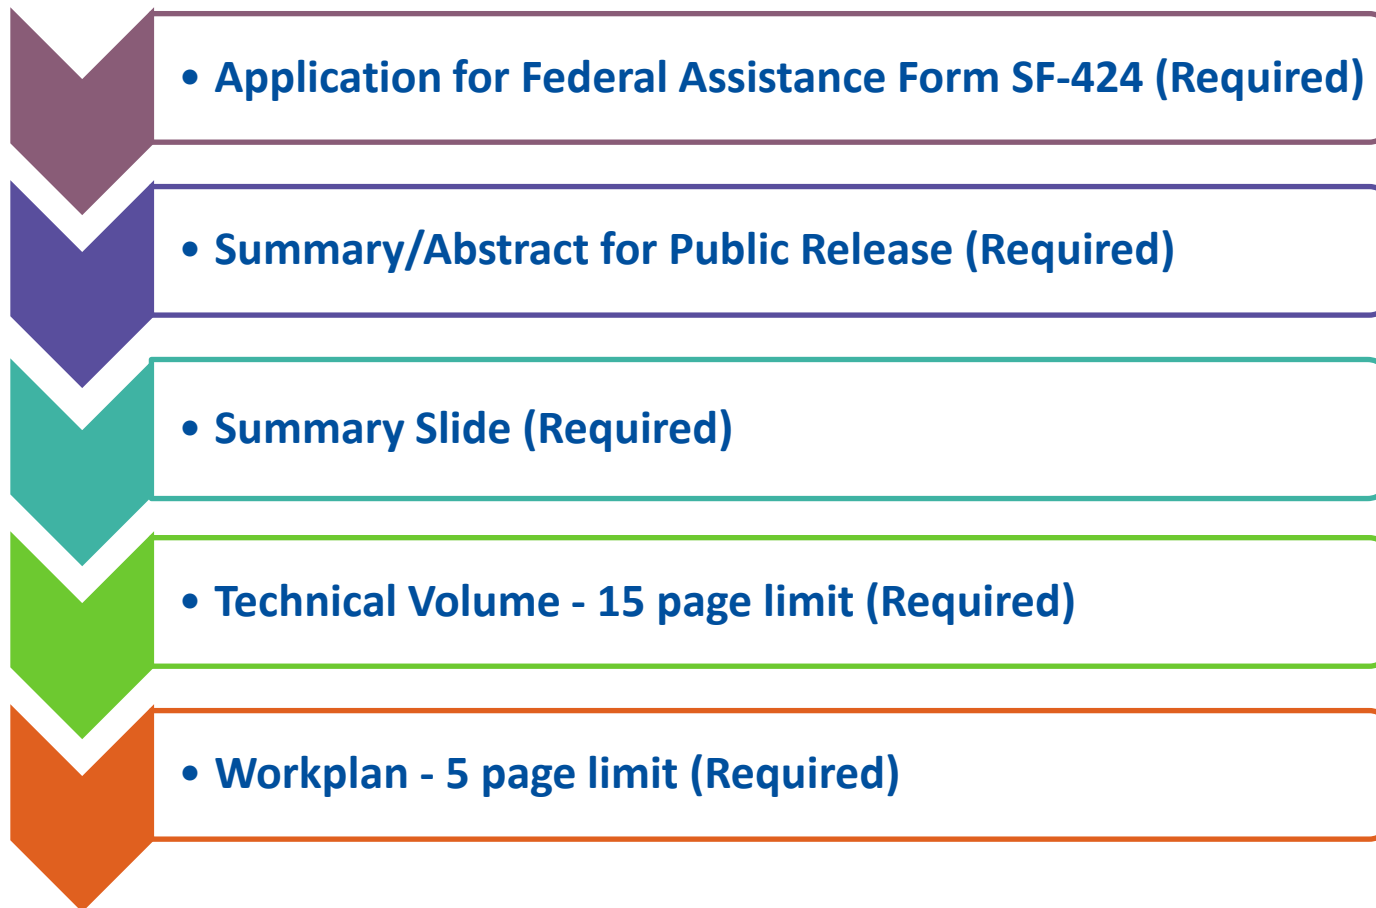 • Application for Federal Assistance Form SF-424 (Required)
• Summary/Abstract for Public Release (Required)
• Summary Slide (Required)
• Technical Volume - 15 page limit (Required)
• Workplan - 5 page limit (Required)